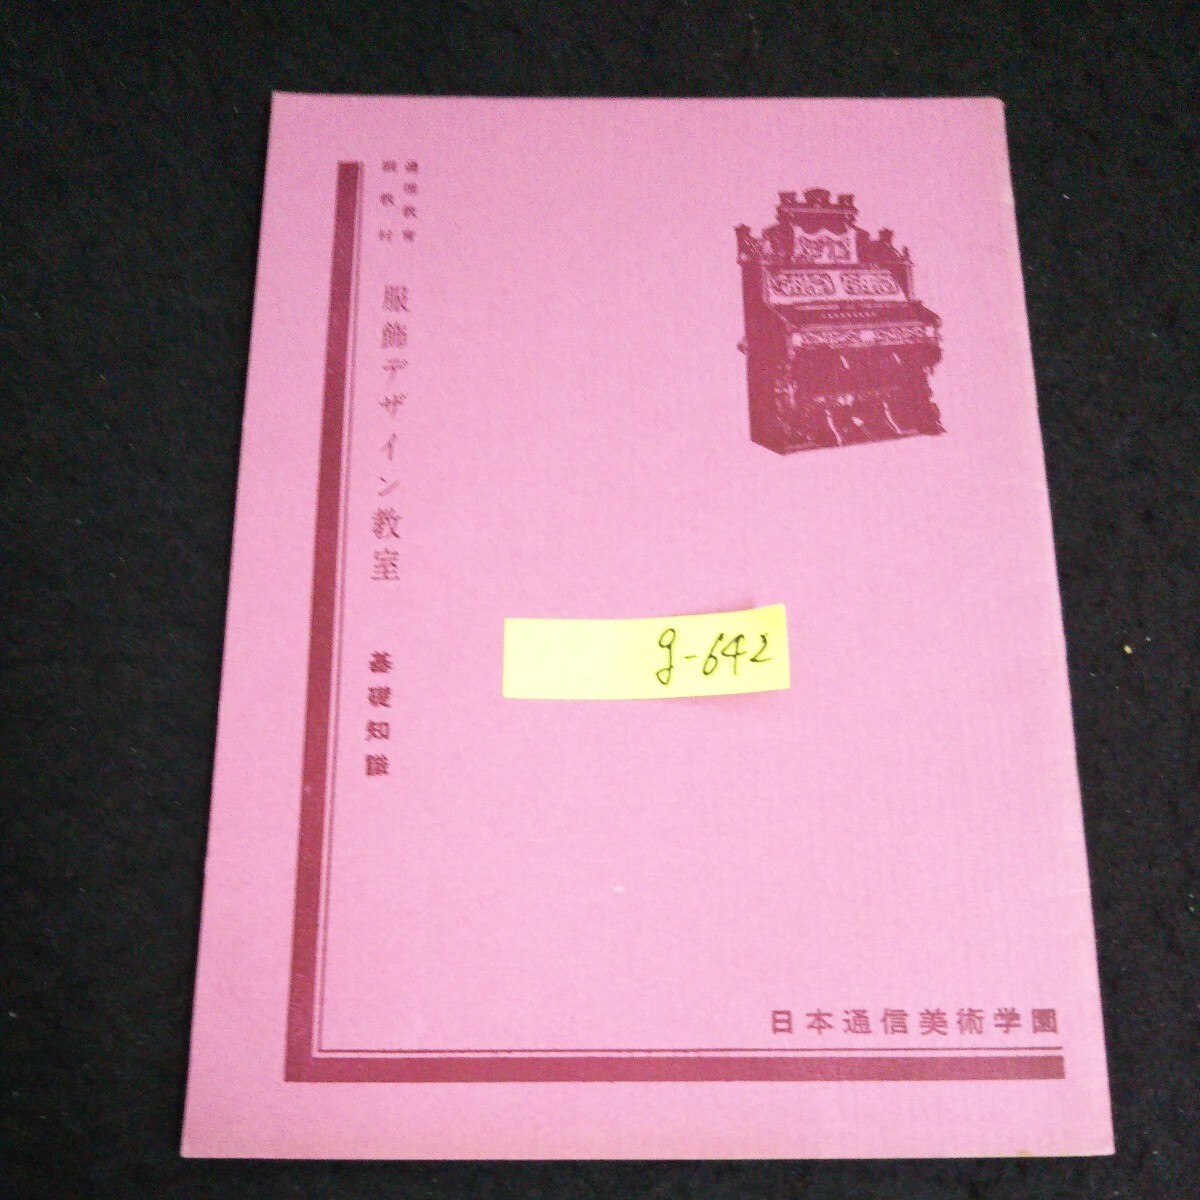 通信教育
副教材
服飾デザイン教室 基礎知識
g-642
日本通信美術学園